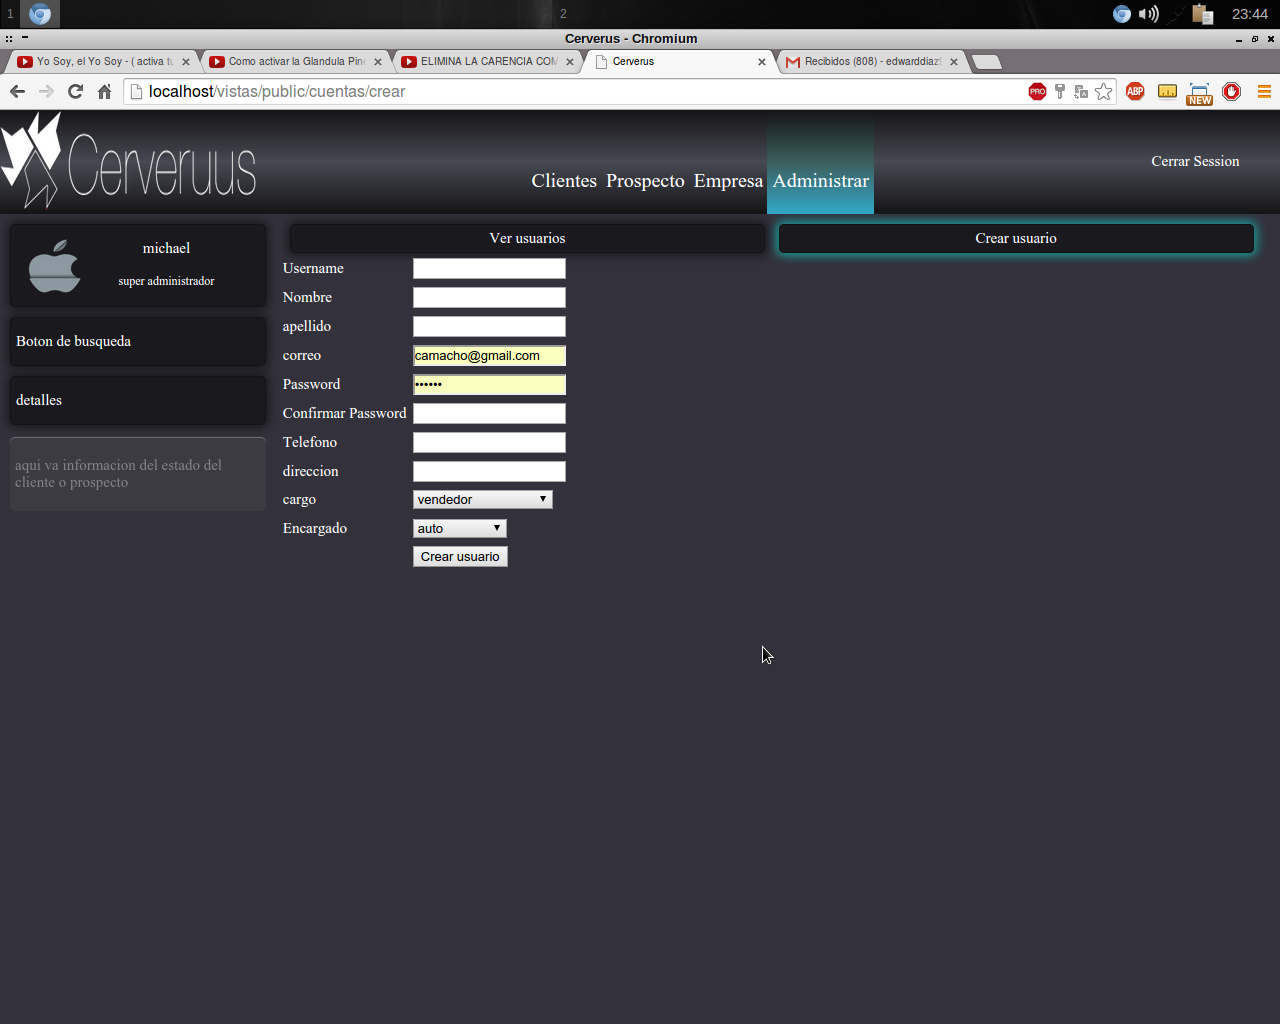 1
2
23:44
Cerverus - Chromium
Yo Soy, el Yo Soy - ( activa tu
Como activar la Glandula Pine
ELIMINA LA CARENCIA COM
Cerverus
Recibidos (808) - edwarddiaz
localhost/vistas/public/cuentas/crear
PRO
ABP
NEW
Cerveruus
Clientes Prospecto Empresa Administrar
Cerrar Session
michael
super administrador
Boton de busqueda
detalles
aqui va informacion del estado del
cliente o prospecto
Ver usuarios
Crear usuario
Username
Nombre
apellido
correo camacho@gmail.com
Password ••••••
Confirmar Password
Telefono
direccion
cargo vendedor
Encargado auto
Crear usuario